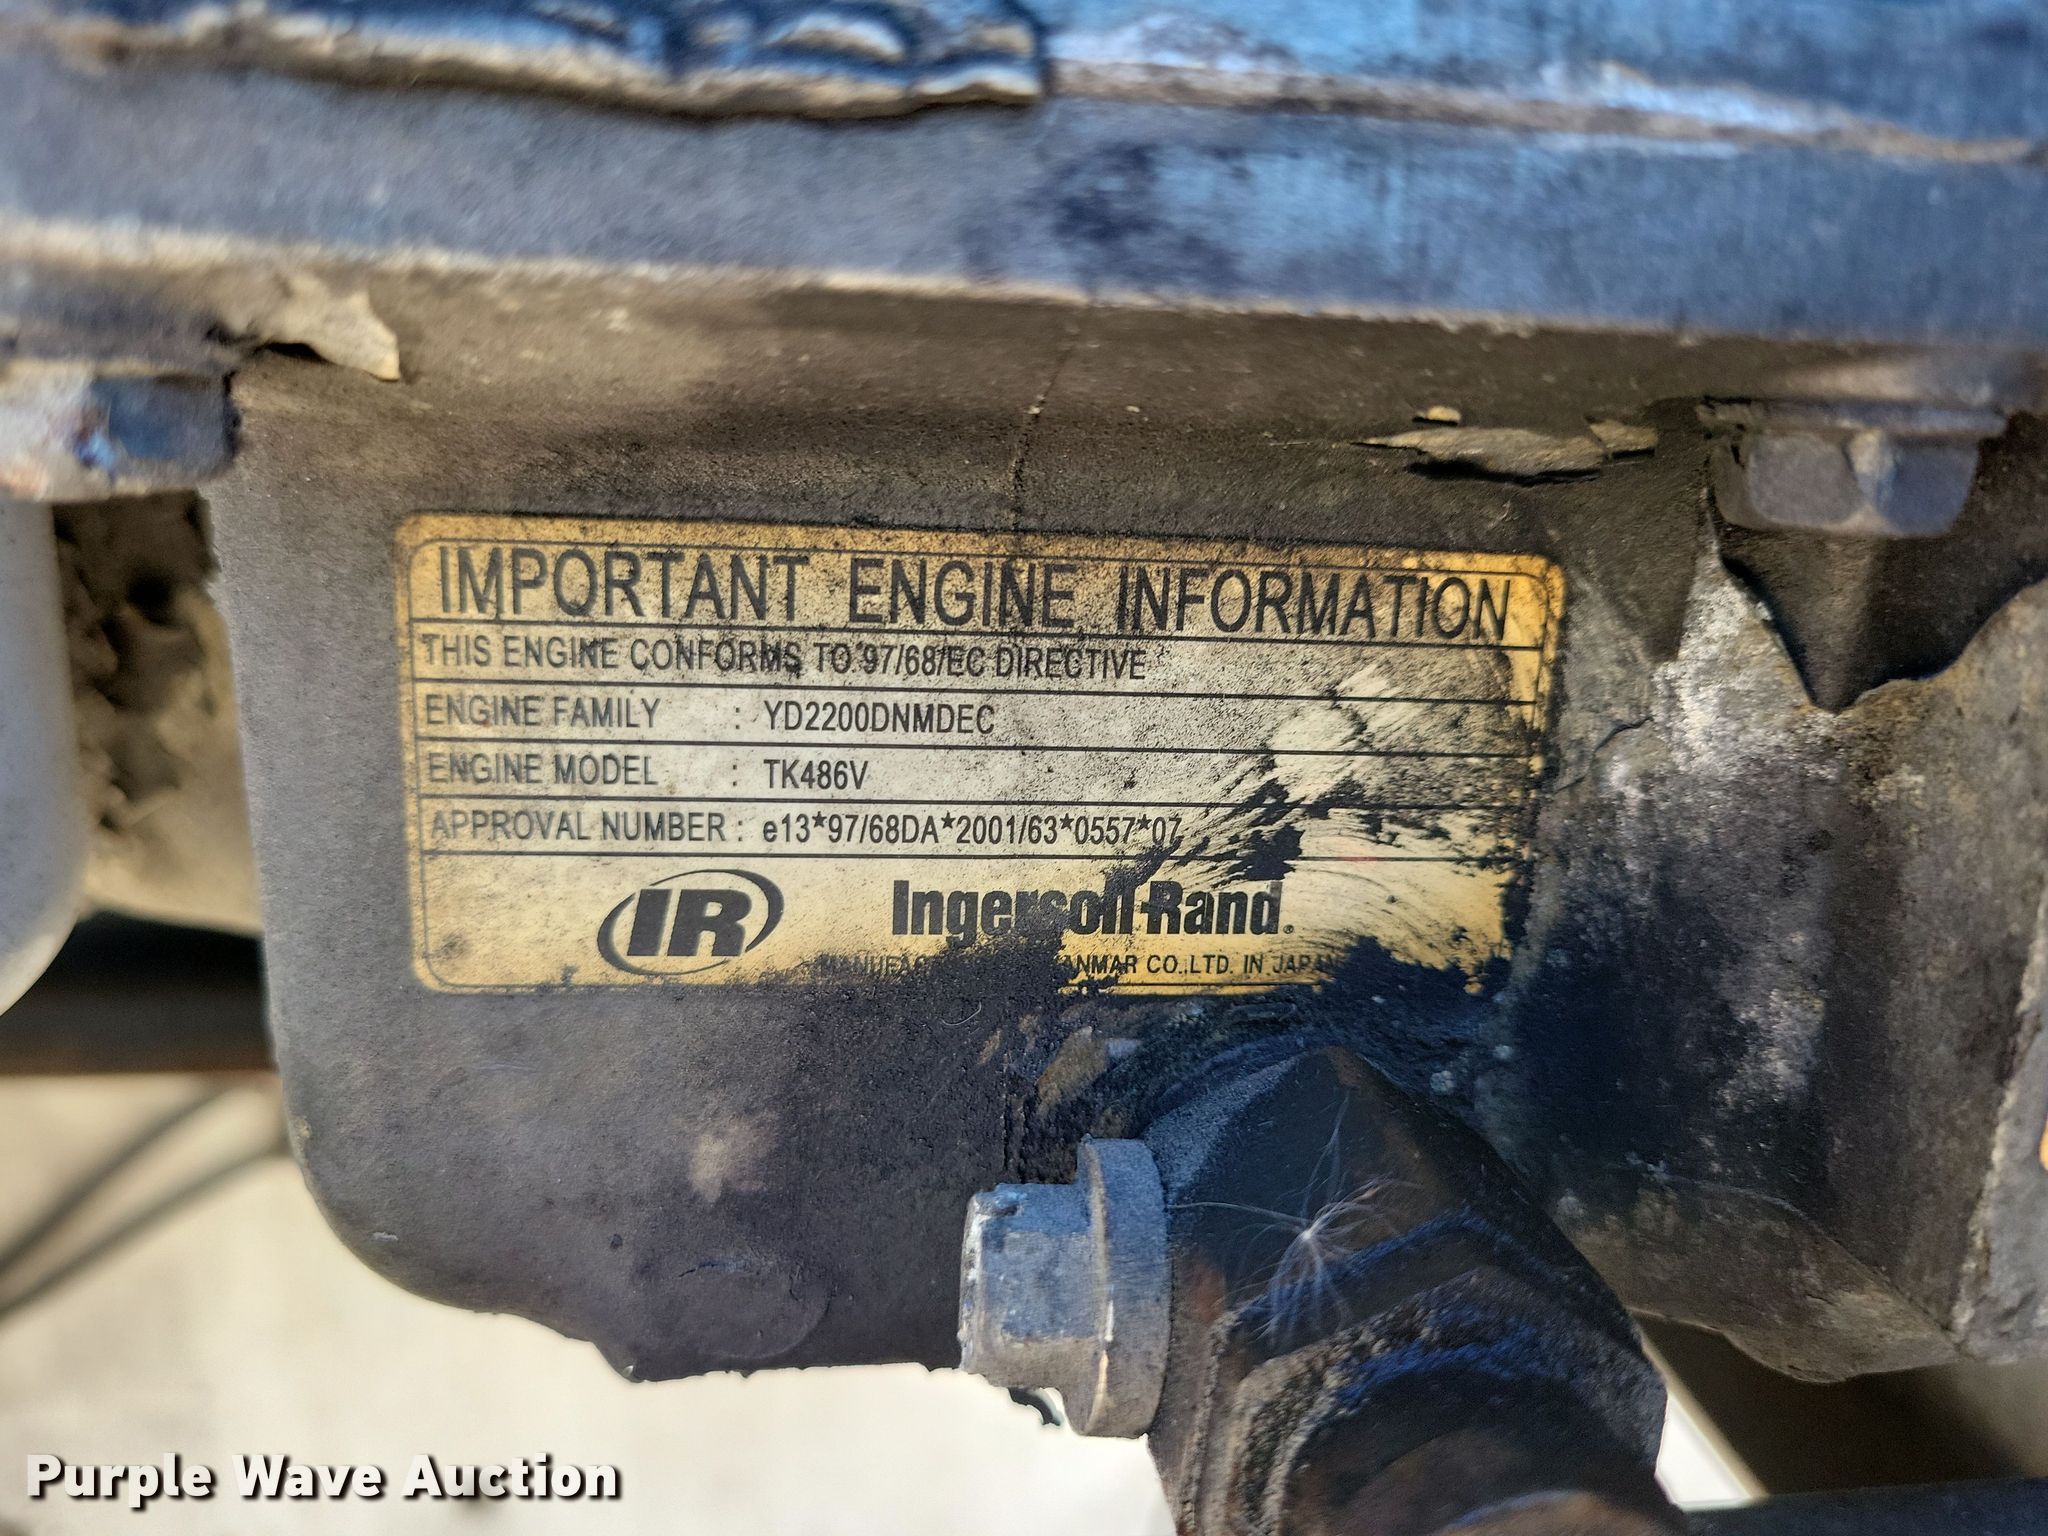 IMPORTANT ENGINE INFORMATION
THIS ENGINE CONFORMS TO 97/68/EC DIRECTIVE
ENGINE FAMILY : YD2200DNMDEC
ENGINE MODEL : TK486V
APPROVAL NUMBER : e13*97/68DA*2001/63*0557*07
IR Ingersoll-Rand®
CO.,LTD. IN JAPAN
Purple Wave Auction